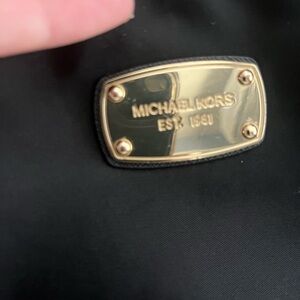 MICHAEL KORS
EST. 1981